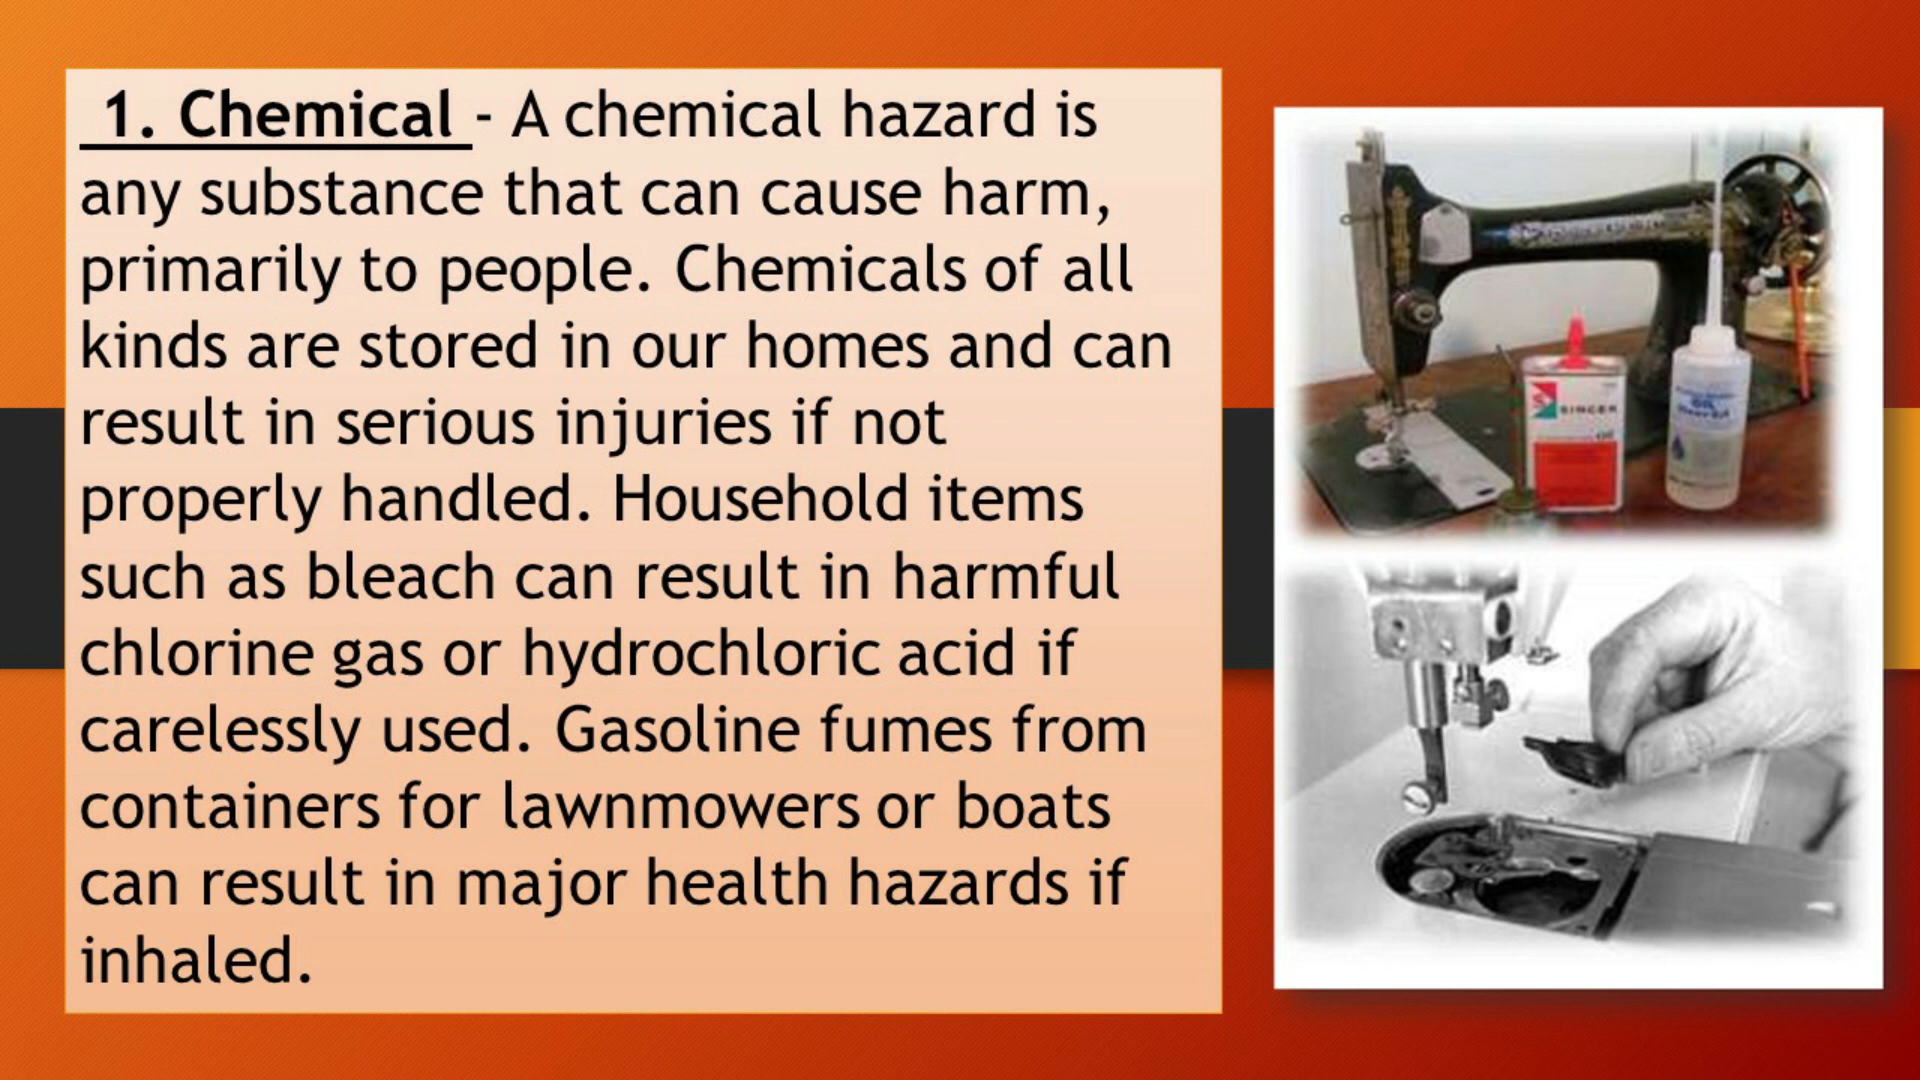 1. Chemical - A chemical hazard is
any substance that can cause harm,
primarily to people. Chemicals of all
kinds are stored in our homes and can
result in serious injuries if not
properly handled. Household items
such as bleach can result in harmful
chlorine gas or hydrochloric acid if
carelessly used. Gasoline fumes from
containers for lawnmowers or boats
can result in major health hazards if
inhaled.
SINGER
OIL
OIL